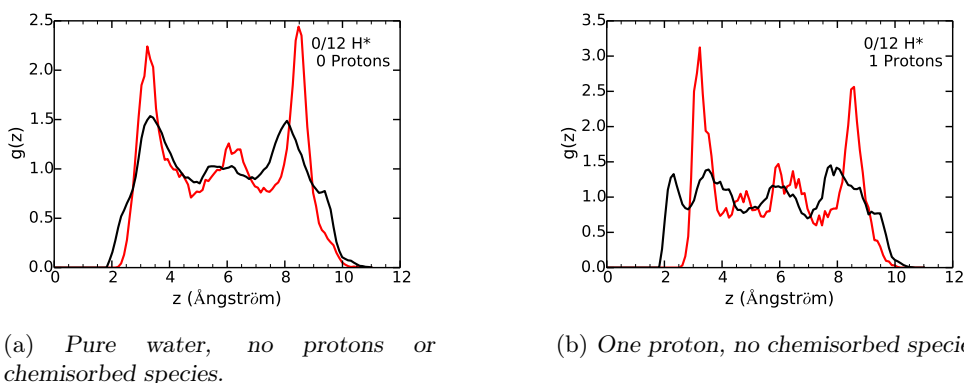 2.5
2.0
1.5
1.0
0.5
0.0
g(z)
0/12 H*
0 Protons
0 2 4 6 8 10 12
z (Ångström)
(a) Pure water, no protons or
chemisorbed species.
3.5
3.0
2.5
2.0
1.5
1.0
0.5
0.0
g(z)
0/12 H*
1 Protons
0 2 4 6 8 10 12
z (Ångström)
(b) One proton, no chemisorbed specie